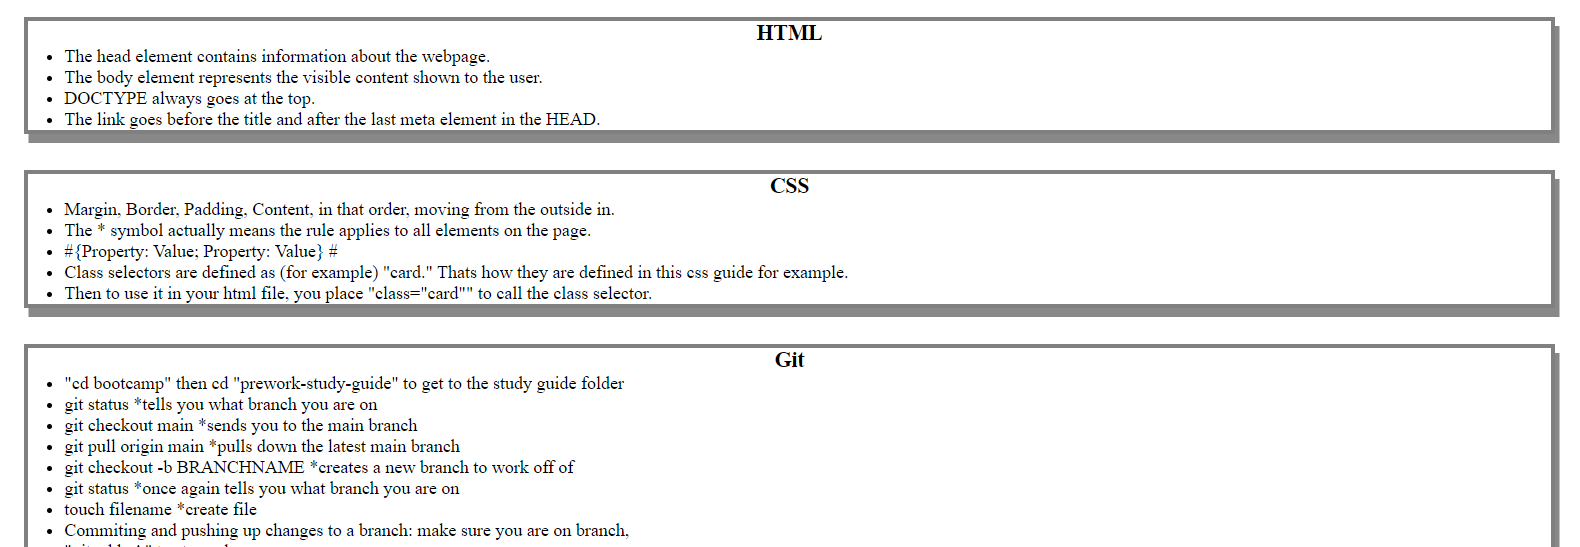 HTML
The head element contains information about the webpage.
The body element represents the visible content shown to the user.
DOCTYPE always goes at the top.
The link goes before the title and after the last meta element in the HEAD.
CSS
Margin, Border, Padding, Content, in that order, moving from the outside in.
The * symbol actually means the rule applies to all elements on the page.
#{Property: Value; Property: Value} #
Class selectors are defined as (for example) "card." Thats how they are defined in this css guide for example.
Then to use it in your html file, you place "class="card"" to call the class selector.
Git
"cd bootcamp" then cd "prework-study-guide" to get to the study guide folder
git status *tells you what branch you are on
git checkout main *sends you to the main branch
git pull origin main *pulls down the latest main branch
git checkout -b BRANCHNAME *creates a new branch to work off of
git status *once again tells you what branch you are on
touch filename *create file
Commiting and pushing up changes to a branch: make sure you are on branch,